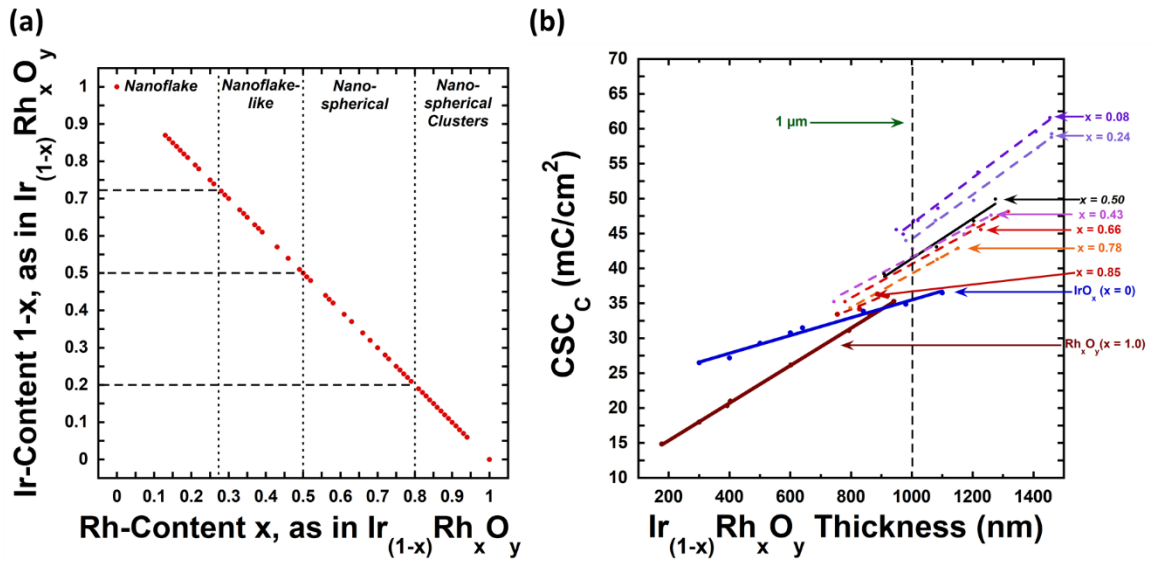 (a)
Ir-Content 1-x, as in Ir(1-x)RhxOy
1
0.9
0.8
0.7
0.6
0.5
0.4
0.3
0.2
0.1
0
Nanoflake
Nanoflake-
like
Nano-
spherical
Nano-
spherical
Clusters
0 0.1 0.2 0.3 0.4 0.5 0.6 0.7 0.8 0.9 1
Rh-Content x, as in Ir(1-x)RhxOy
(b)
CSCC (mC/cm2)
70
65
60
55
50
45
40
35
30
25
20
15
10
1 µm
x = 0.08
x = 0.24
x = 0.50
x = 0.43
x = 0.66
x = 0.78
x = 0.85
IrOx (x = 0)
RhxOy(x = 1.0)
200 400 600 800 1000 1200 1400
Ir(1-x)RhxOy Thickness (nm)